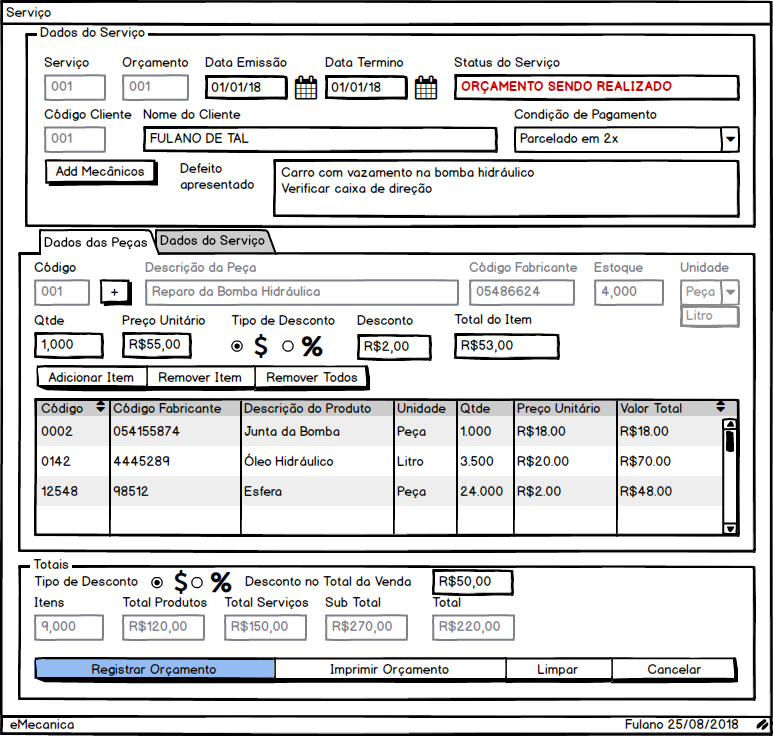 Serviço
Dados do Serviço
Serviço Orçamento Data Emissão Data Termino Status do Serviço
001 001 01/01/18 01/01/18 ORÇAMENTO SENDO REALIZADO
Código Cliente Nome do Cliente Condição de Pagamento
001 FULANO DE TAL Parcelado em 2x
Add Mecânicos Defeito apresentado
Carro com vazamento na bomba hidráulico
Verificar caixa de direção
Dados das Peças Dados do Serviço
Código Descrição da Peça Código Fabricante Estoque Unidade
001 + Reparo da Bomba Hidráulica 05486624 4,000 Peça
Litro
Qtde Preço Unitário Tipo de Desconto Desconto Total do Item
1,000 R$55,00 $ % R$2,00 R$53,00
Adicionar Item Remover Item Remover Todos
Código Código Fabricante Descrição do Produto Unidade Qtde Preço Unitário Valor Total
0002 054155874 Junta da Bomba Peça 1.000 R$18.00 R$18.00
0142 4445289 Óleo Hidráulico Litro 3.500 R$20.00 R$70.00
12548 98512 Esfera Peça 24.000 R$2.00 R$48.00
Totais
Tipo de Desconto $ % Desconto no Total da Venda R$50,00
Itens Total Produtos Total Serviços Sub Total Total
9,000 R$120,00 R$150,00 R$270,00 R$220,00
Registrar Orçamento Imprimir Orçamento Limpar Cancelar
eMecanica Fulano 25/08/2018